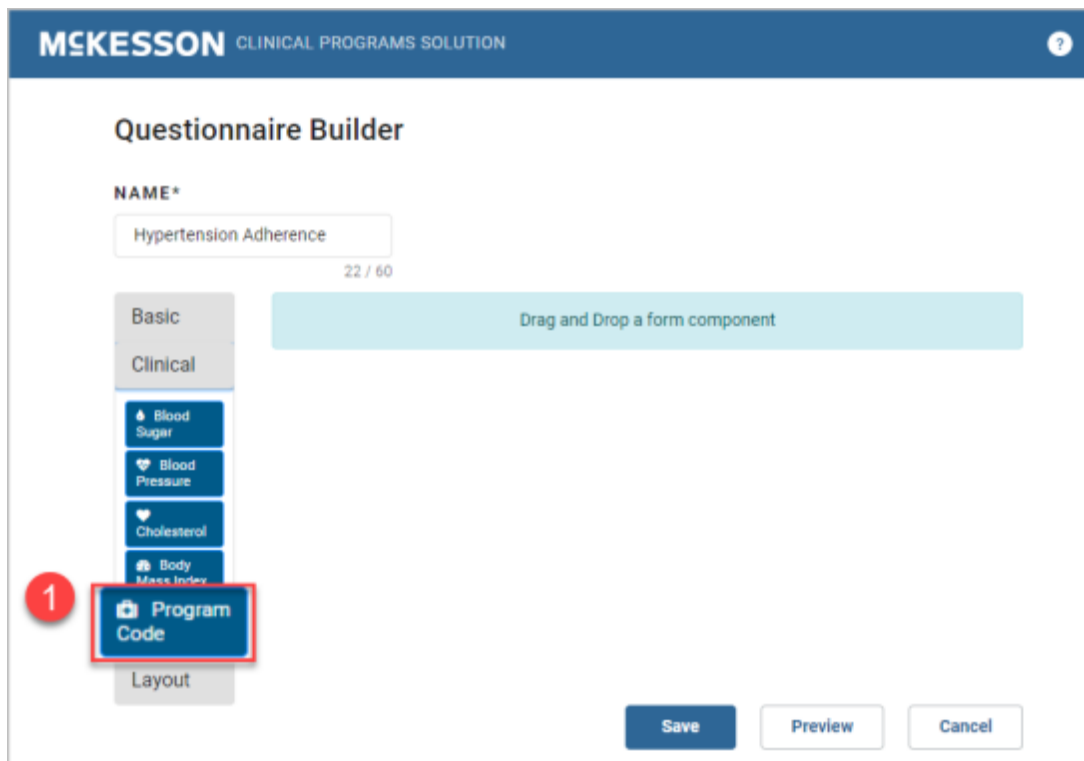 MCKESSON CLINICAL PROGRAMS SOLUTION ?
Questionnaire Builder
NAME*
Hypertension Adherence
22 / 60
Basic
Drag and Drop a form component
Clinical
Blood
Sugar
Blood
Pressure
Cholesterol
Body
Mass Index
1
Program
Code
Layout
Save Preview Cancel